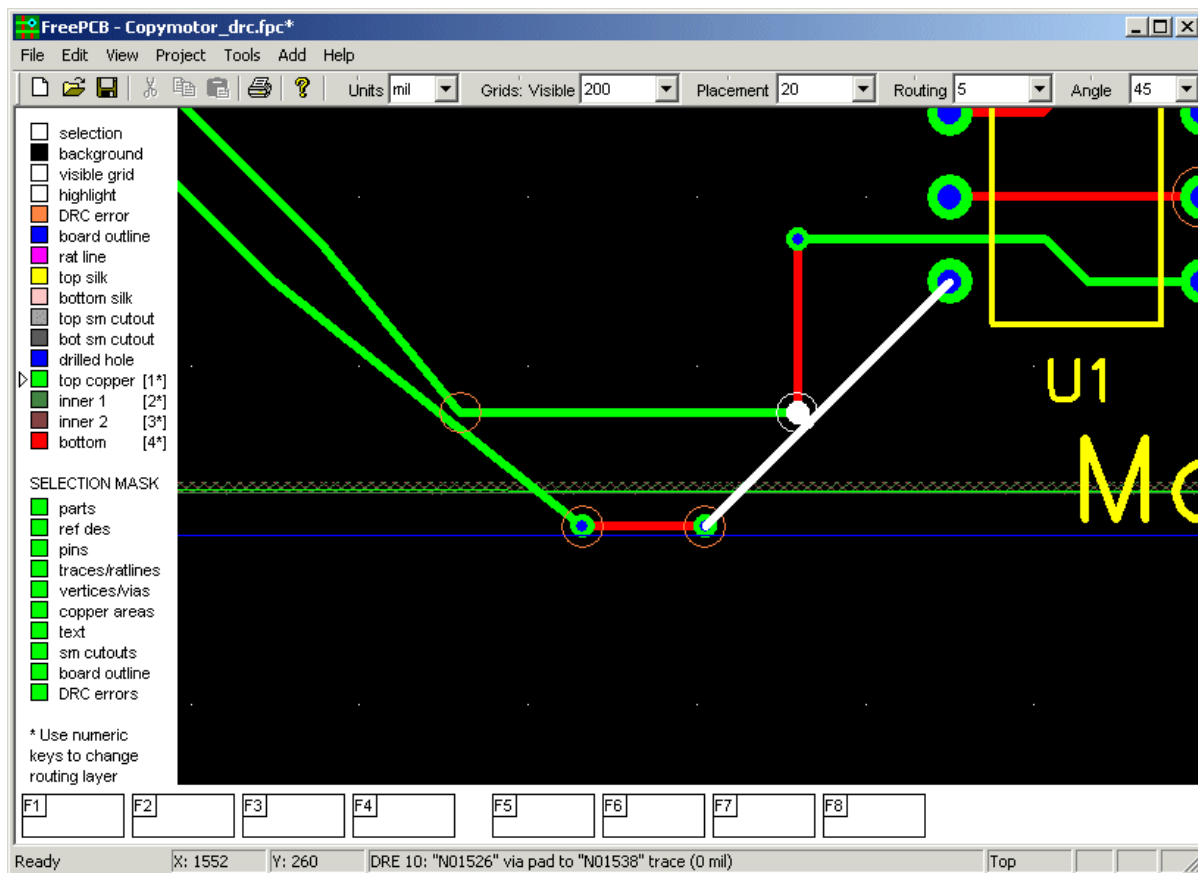 FreePCB - Copymotor_drc.fpc*
File Edit View Project Tools Add Help
Units mil Grids: Visible 200 Placement 20 Routing 5 Angle 45
selection
background
visible grid
highlight
DRC error
board outline
rat line
top silk
bottom silk
top sm cutout
bot sm cutout
drilled hole
top copper [1*]
inner 1 [2*]
inner 2 [3*]
bottom [4*]
SELECTION MASK
parts
ref des
pins
traces/ratlines
vertices/vias
copper areas
text
sm cutouts
board outline
DRC errors
* Use numeric
keys to change
routing layer
U1
Mo
F1 F2 F3 F4 F5 F6 F7 F8
Ready X: 1552 Y: 260 DRE 10: "N01526" via pad to "N01538" trace (0 mil) Top